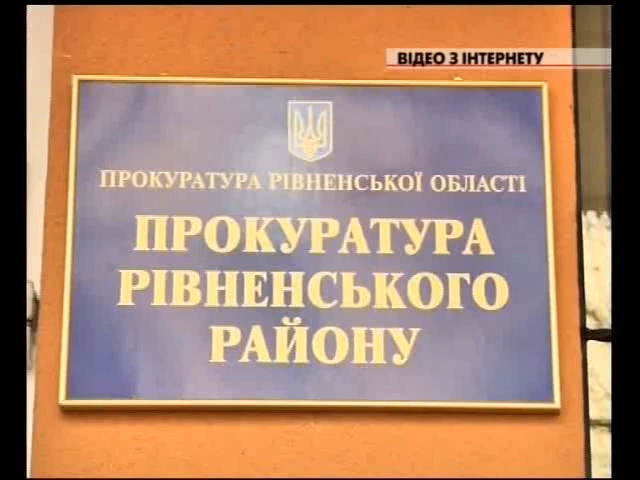 ВІДЕО З ІНТЕРНЕТУ
ПРОКУРАТУРА РІВНЕНСЬКОЇ ОБЛАСТІ
ПРОКУРАТУРА
РІВНЕНСЬКОГО
РАЙОНУ